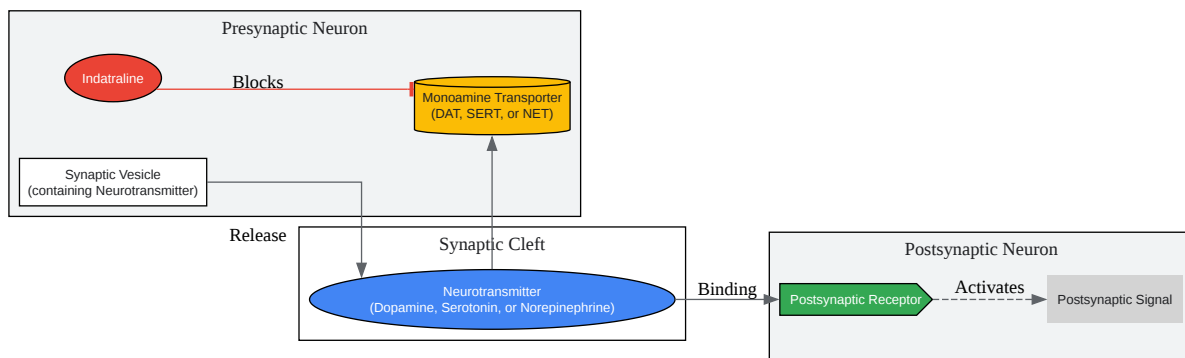 Presynaptic Neuron
Indatraline
Blocks
Monoamine Transporter
(DAT, SERT, or NET)
Synaptic Vesicle
(containing Neurotransmitter)
Release
Synaptic Cleft
Neurotransmitter
(Dopamine, Serotonin, or Norepinephrine)
Binding
Postsynaptic Neuron
Postsynaptic Receptor
Activates
Postsynaptic Signal